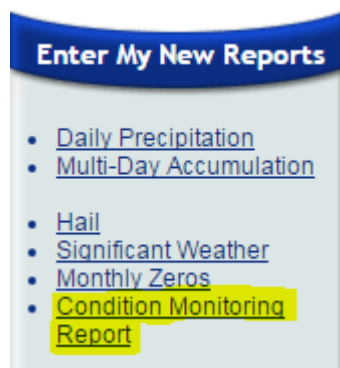 Enter My New Reports
Daily Precipitation
Multi-Day Accumulation
Hail
Significant Weather
Monthly Zeros
Condition Monitoring
Report